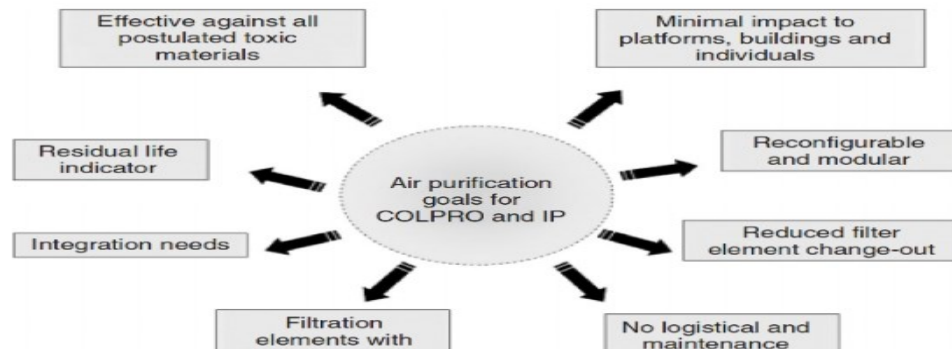 Effective against all
postulated toxic
materials
Minimal impact to
platforms, buildings and
individuals
Residual life
indicator
Air purification
goals for
COLPRO and IP
Reconfigurable
and modular
Integration needs
Reduced filter
element change-out
Filtration
elements with
No logistical and
maintenance